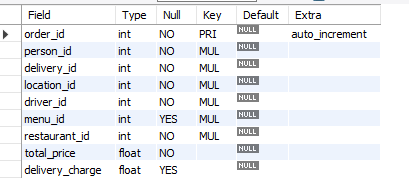 Field Type Null Key Default Extra
order_id int NO PRI NULL auto_increment
person_id int NO MUL NULL
delivery_id int NO MUL NULL
location_id int NO MUL NULL
driver_id int NO MUL NULL
menu_id int YES MUL NULL
restaurant_id int NO MUL NULL
total_price float NO NULL
delivery_charge float YES NULL